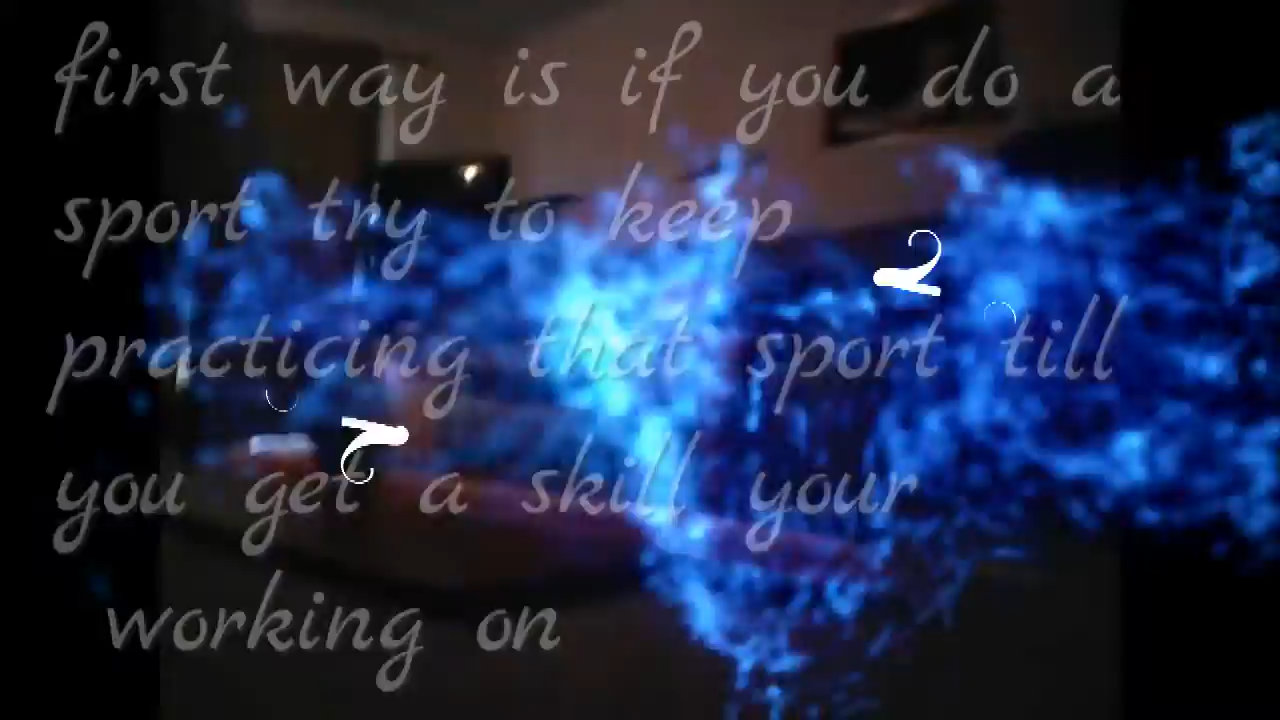 first way is if you do a
sport try to keep
practicing that sport till
you get a skill your
working on